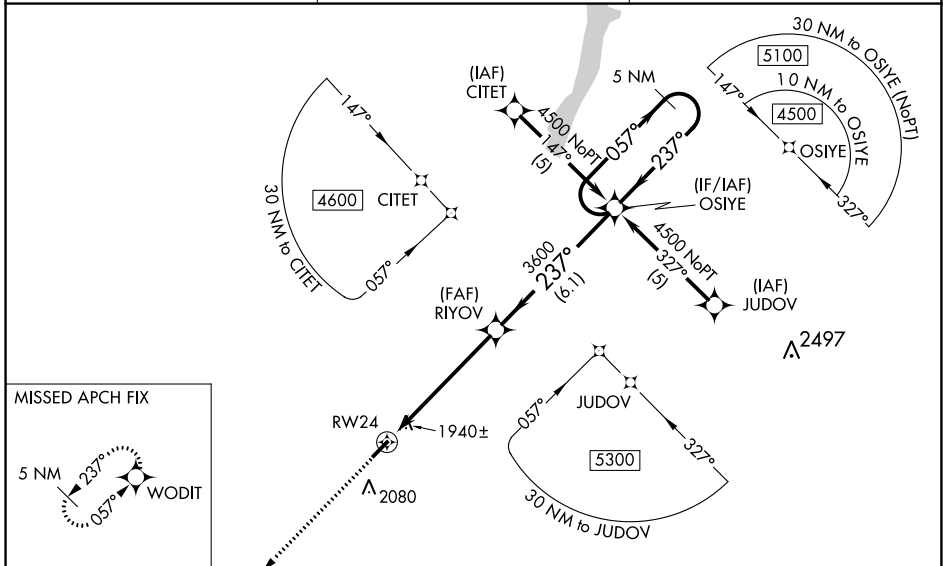 30 NM to OSIYE (NoPT)
5100
147°
10 NM to OSIYE
4500
OSIYE
327°
(IAF)
CITET
5 NM
4500 NoPT
147°
(5)
057°
237°
(IF/IAF)
OSIYE
147°
4600
CITET
30 NM to CITET
057°
3600
237°
(6.1)
4500 NoPT
327°
(5)
(FAF)
RIYOV
(IAF)
JUDOV
2497
MISSED APCH FIX
5 NM
237°
057°
WODIT
RW24
1940±
2080
057°
JUDOV
327°
5300
30 NM to JUDOV